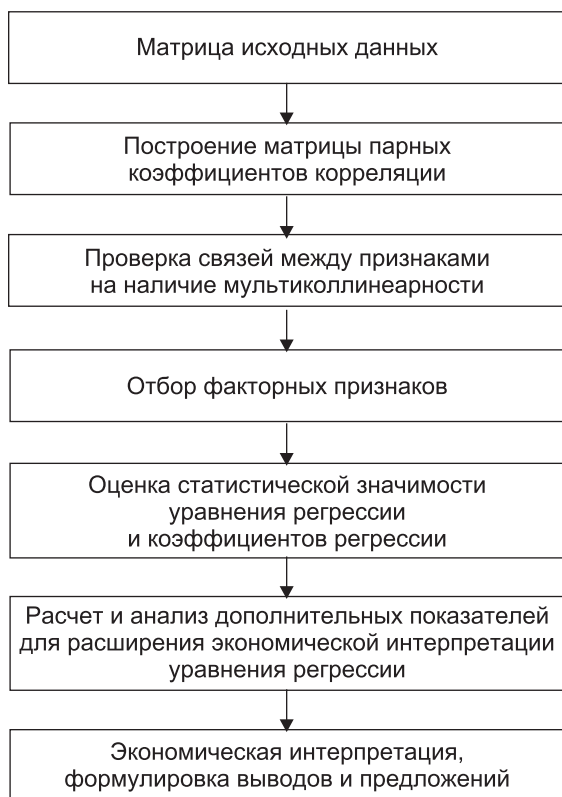 Матрица исходных данных
Построение матрицы парных
коэффициентов корреляции
Проверка связей между признаками
на наличие мультиколлинеарности
Отбор факторных признаков
Оценка статистической значимости
уравнения регрессии
и коэффициентов регрессии
Расчет и анализ дополнительных показателей
для расширения экономической интерпретации
уравнения регрессии
Экономическая интерпретация,
формулировка выводов и предложений